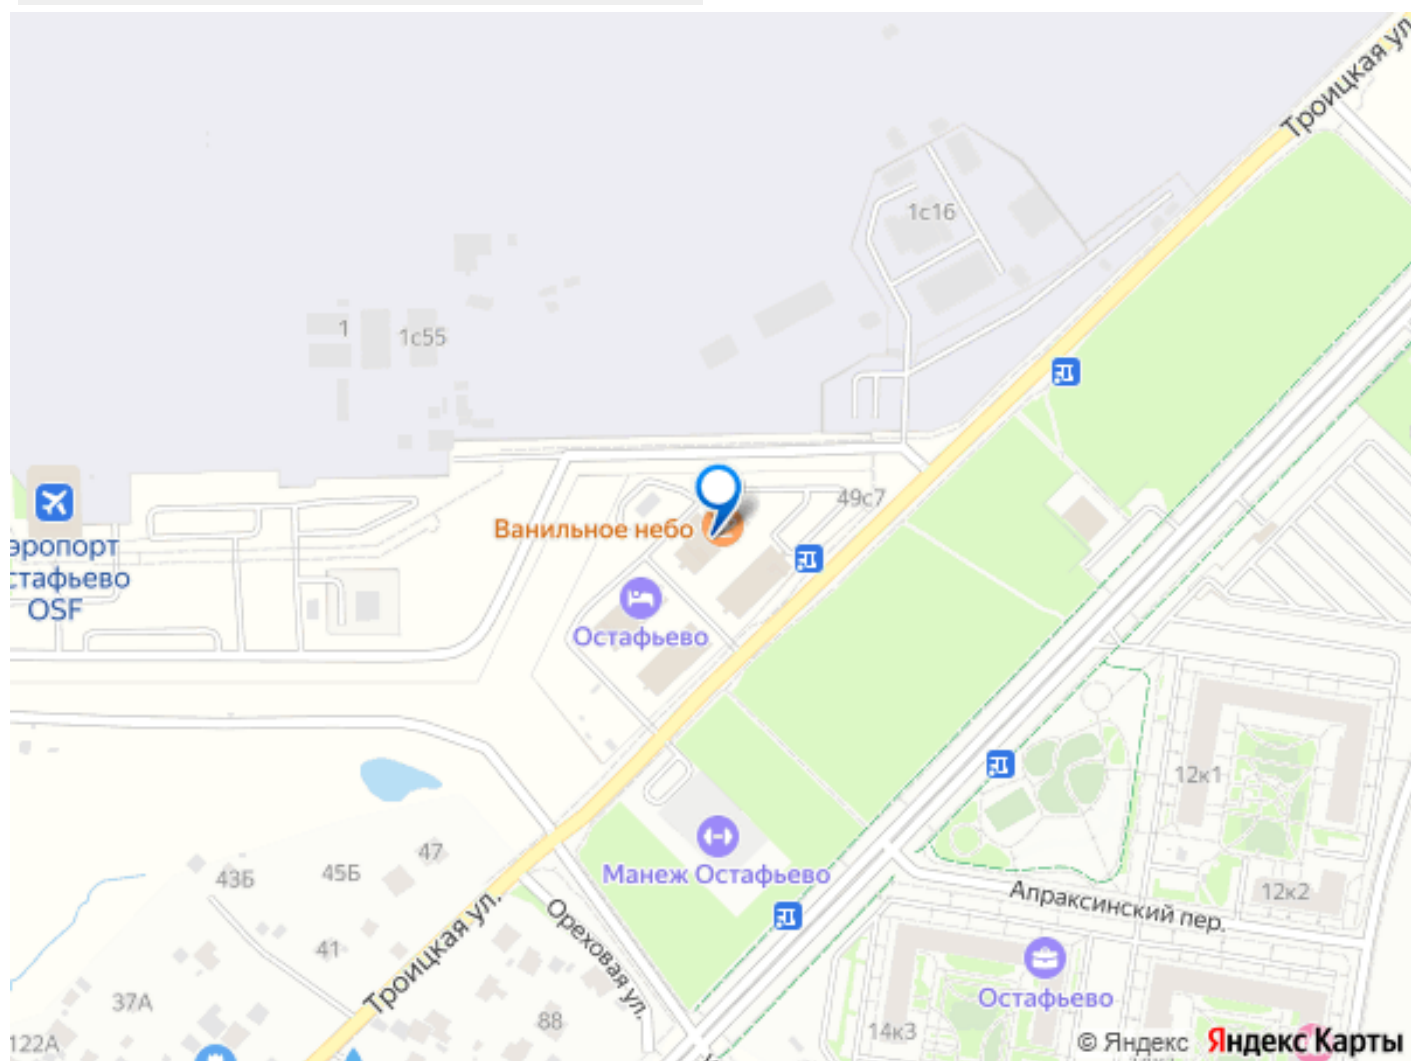 Троицкая ул.
1с16
1
1с55
49с7
Ванильное небо
эропорт
стафьево
OSF
Остафьево
12к1
47
45Б
43Б
Манеж Остафьево
12к2
Апраксинский пер.
Троицкая ул.
Ореховая ул.
41
Остафьево
37А
88
14к3
122А
© Яндекс Яндекс Карты